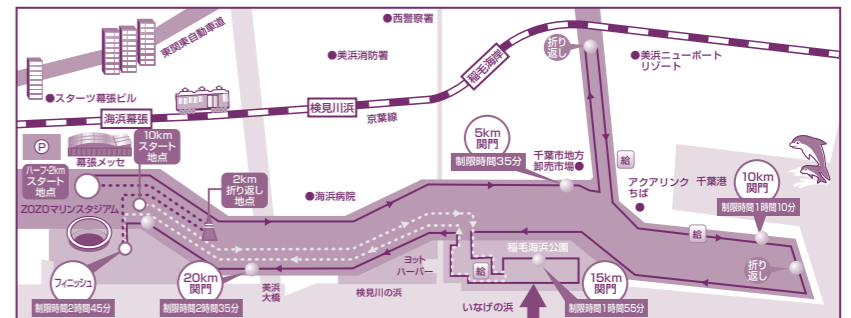 ●西警察署
東関東自動車道
●美浜消防署
稲毛海岸
折り
返し
●美浜ニューポート
リゾート
●スターツ幕張ビル
海浜幕張
検見川浜
京葉線
P
幕張メッセ
10km
スタート
地点
ハーフ・2km
スタート
地点
2km
折り返し
地点
●海浜病院
5km
関門
制限時間35分
千葉市地方
卸売市場●
給
アクアリンク
ちば
●
千葉港
10km
関門
制限時間1時間10分
ZOZOマリンスタジアム
給
稲毛海浜公園
フィニッシュ
制限時間2時間45分
20km
関門
制限時間2時間35分
美浜
大橋
検見川の浜
ヨット
ハーバー
給
いなげの浜
15km
関門
制限時間1時間55分
折り
返し